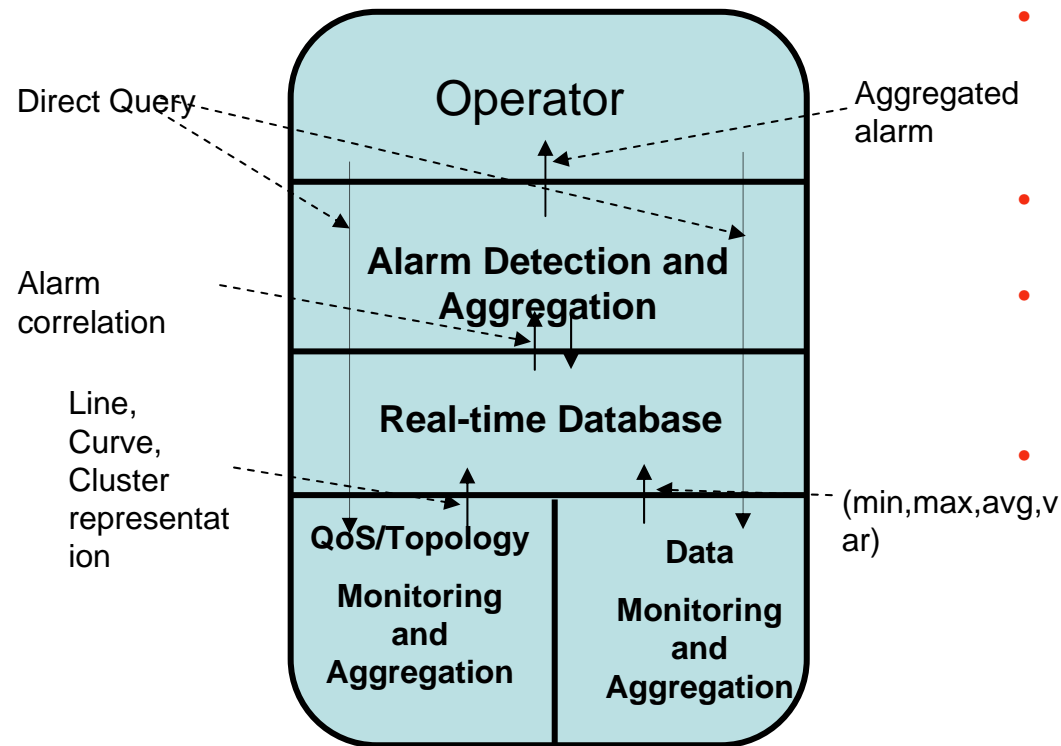 Operator
Direct Query
Aggregated
alarm
Alarm Detection and
Aggregation
Alarm
correlation
Real-time Database
Line,
Curve,
Cluster
representat
ion
(min,max,avg,v
ar)
QoS/Topology
Monitoring
and
Aggregation
Data
Monitoring
and
Aggregation